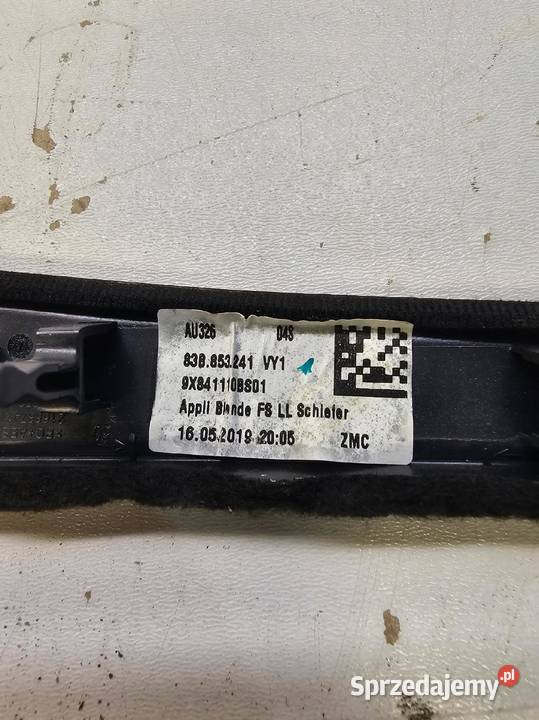 AU326 04S
83B.853.241 VY1
9X841110BS01
Appli Blende FS LL Schiefer
16.05.2019 20:05 ZMC
Sprzedajemy.pl